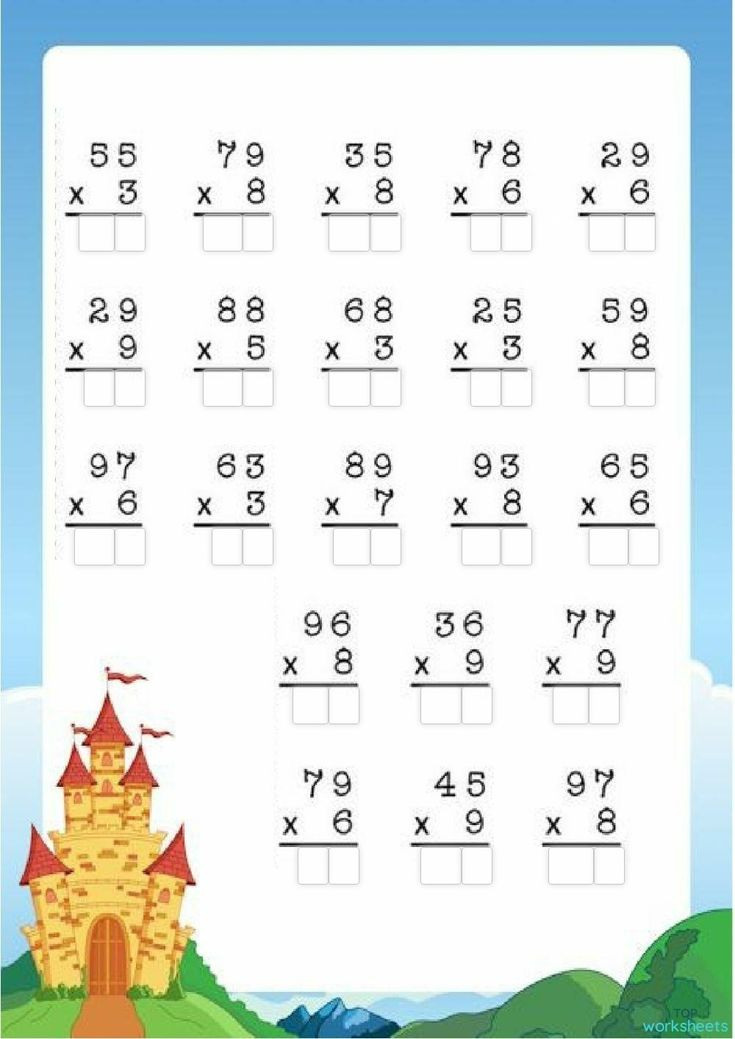 55 79 35 78 29
x 3 x 8 x 8 x 6 x 6
29 88 68 25 59
x 9 x 5 x 3 x 3 x 8
97 63 89 93 65
x 6 x 3 x 7 x 8 x 6
96 36 77
x 8 x 9 x 9
79 45 97
x 6 x 9 x 8
TOP
worksheets